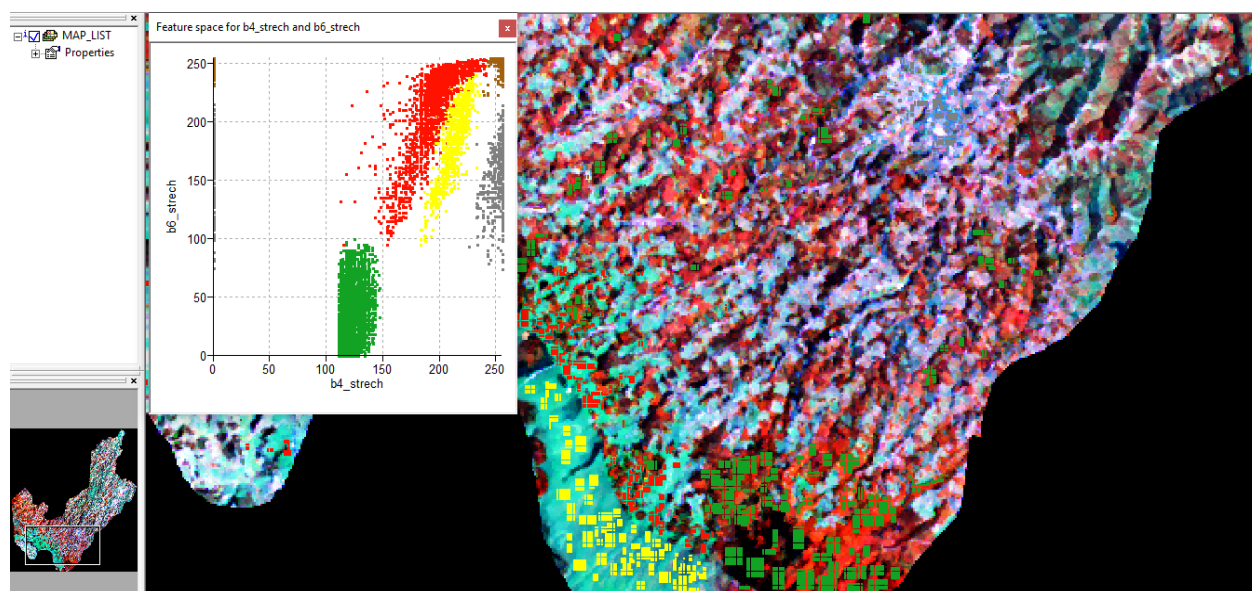 MAP_LIST
Properties
Feature space for b4_strech and b6_strech
x
250
200
150
100
50
0
b6_strech
0
50
100
150
200
250
b4_strech